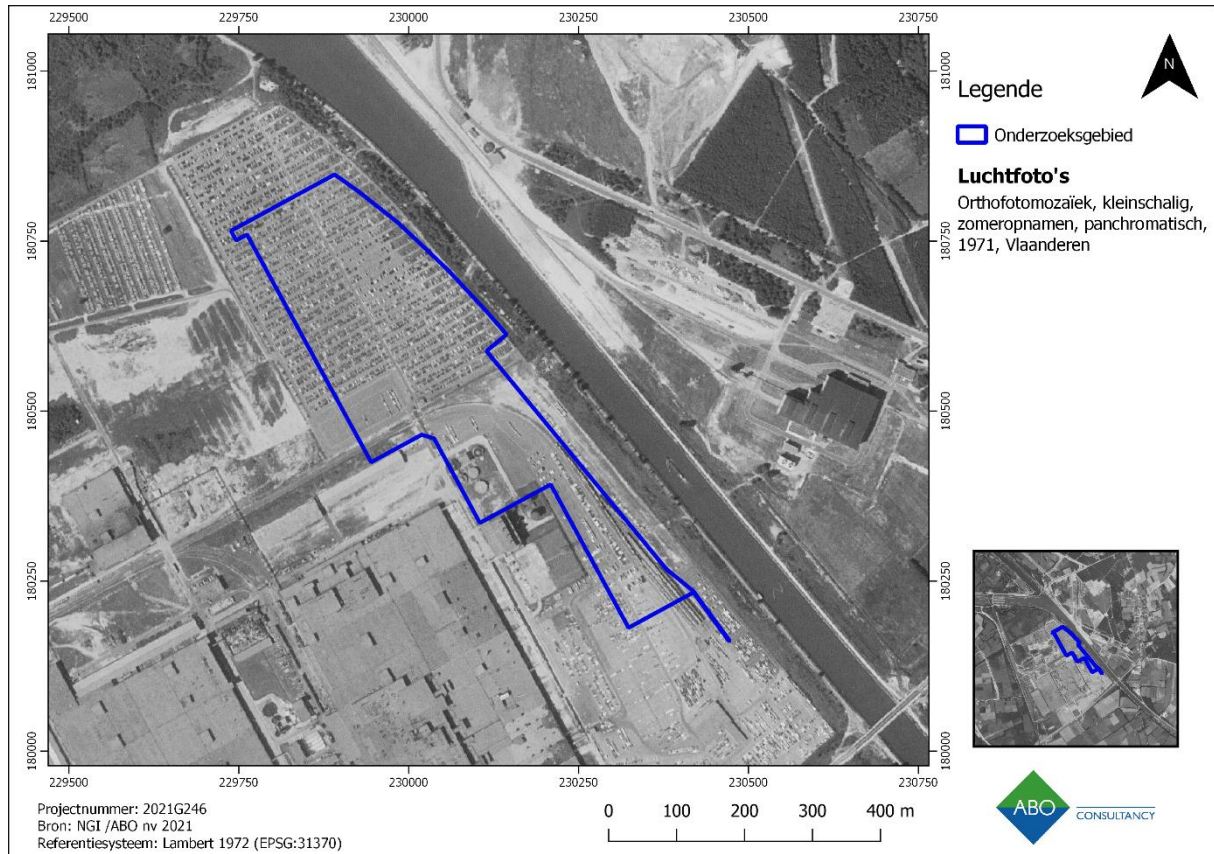 229500 229750 230000 230250 230500 230750
181000
180750
180500
180250
180000
181000
180750
180500
180250
180000
229500 229750 230000 230250 230500 230750
N
Legende
Onderzoeksgebied
Luchtfoto's
Orthofotomozaïek, kleinschalig,
zomeropnamen, panchromatisch,
1971, Vlaanderen
Projectnummer: 2021G246
Bron: NGI /ABO nv 2021
Referentiesysteem: Lambert 1972 (EPSG:31370)
0 100 200 300 400 m
ABO
CONSULTANCY